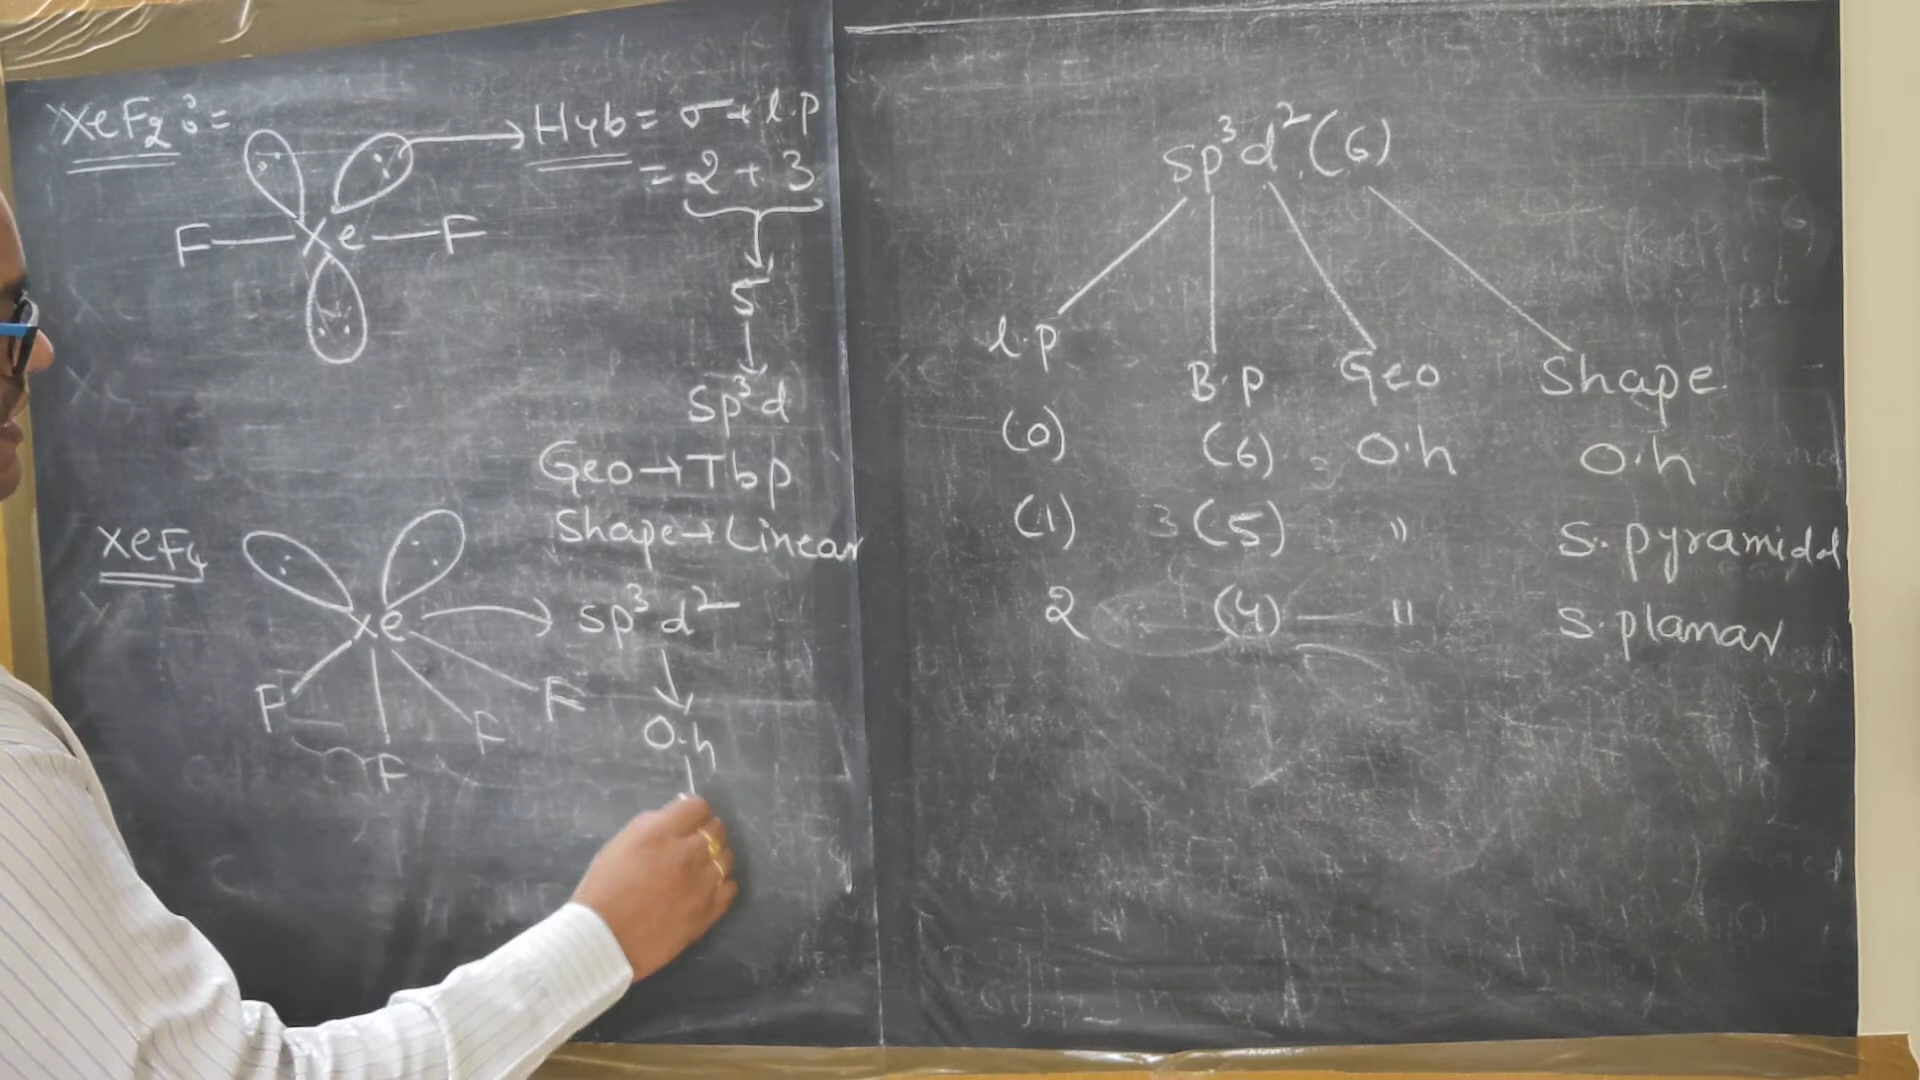 XeF₂ :=
Hyb = σ + l.p
= 2 + 3
F — Xe — F
5
Sp³d
Geo → Tbp
Shape → Linear
XeF₄
Xe → Sp³d²
F F F F
O.h
Sp³d² (6)
l.p B.p Geo Shape
(0) (6) O.h O.h
(1) (5) " S. pyramidal
2 (4) — " S. planar